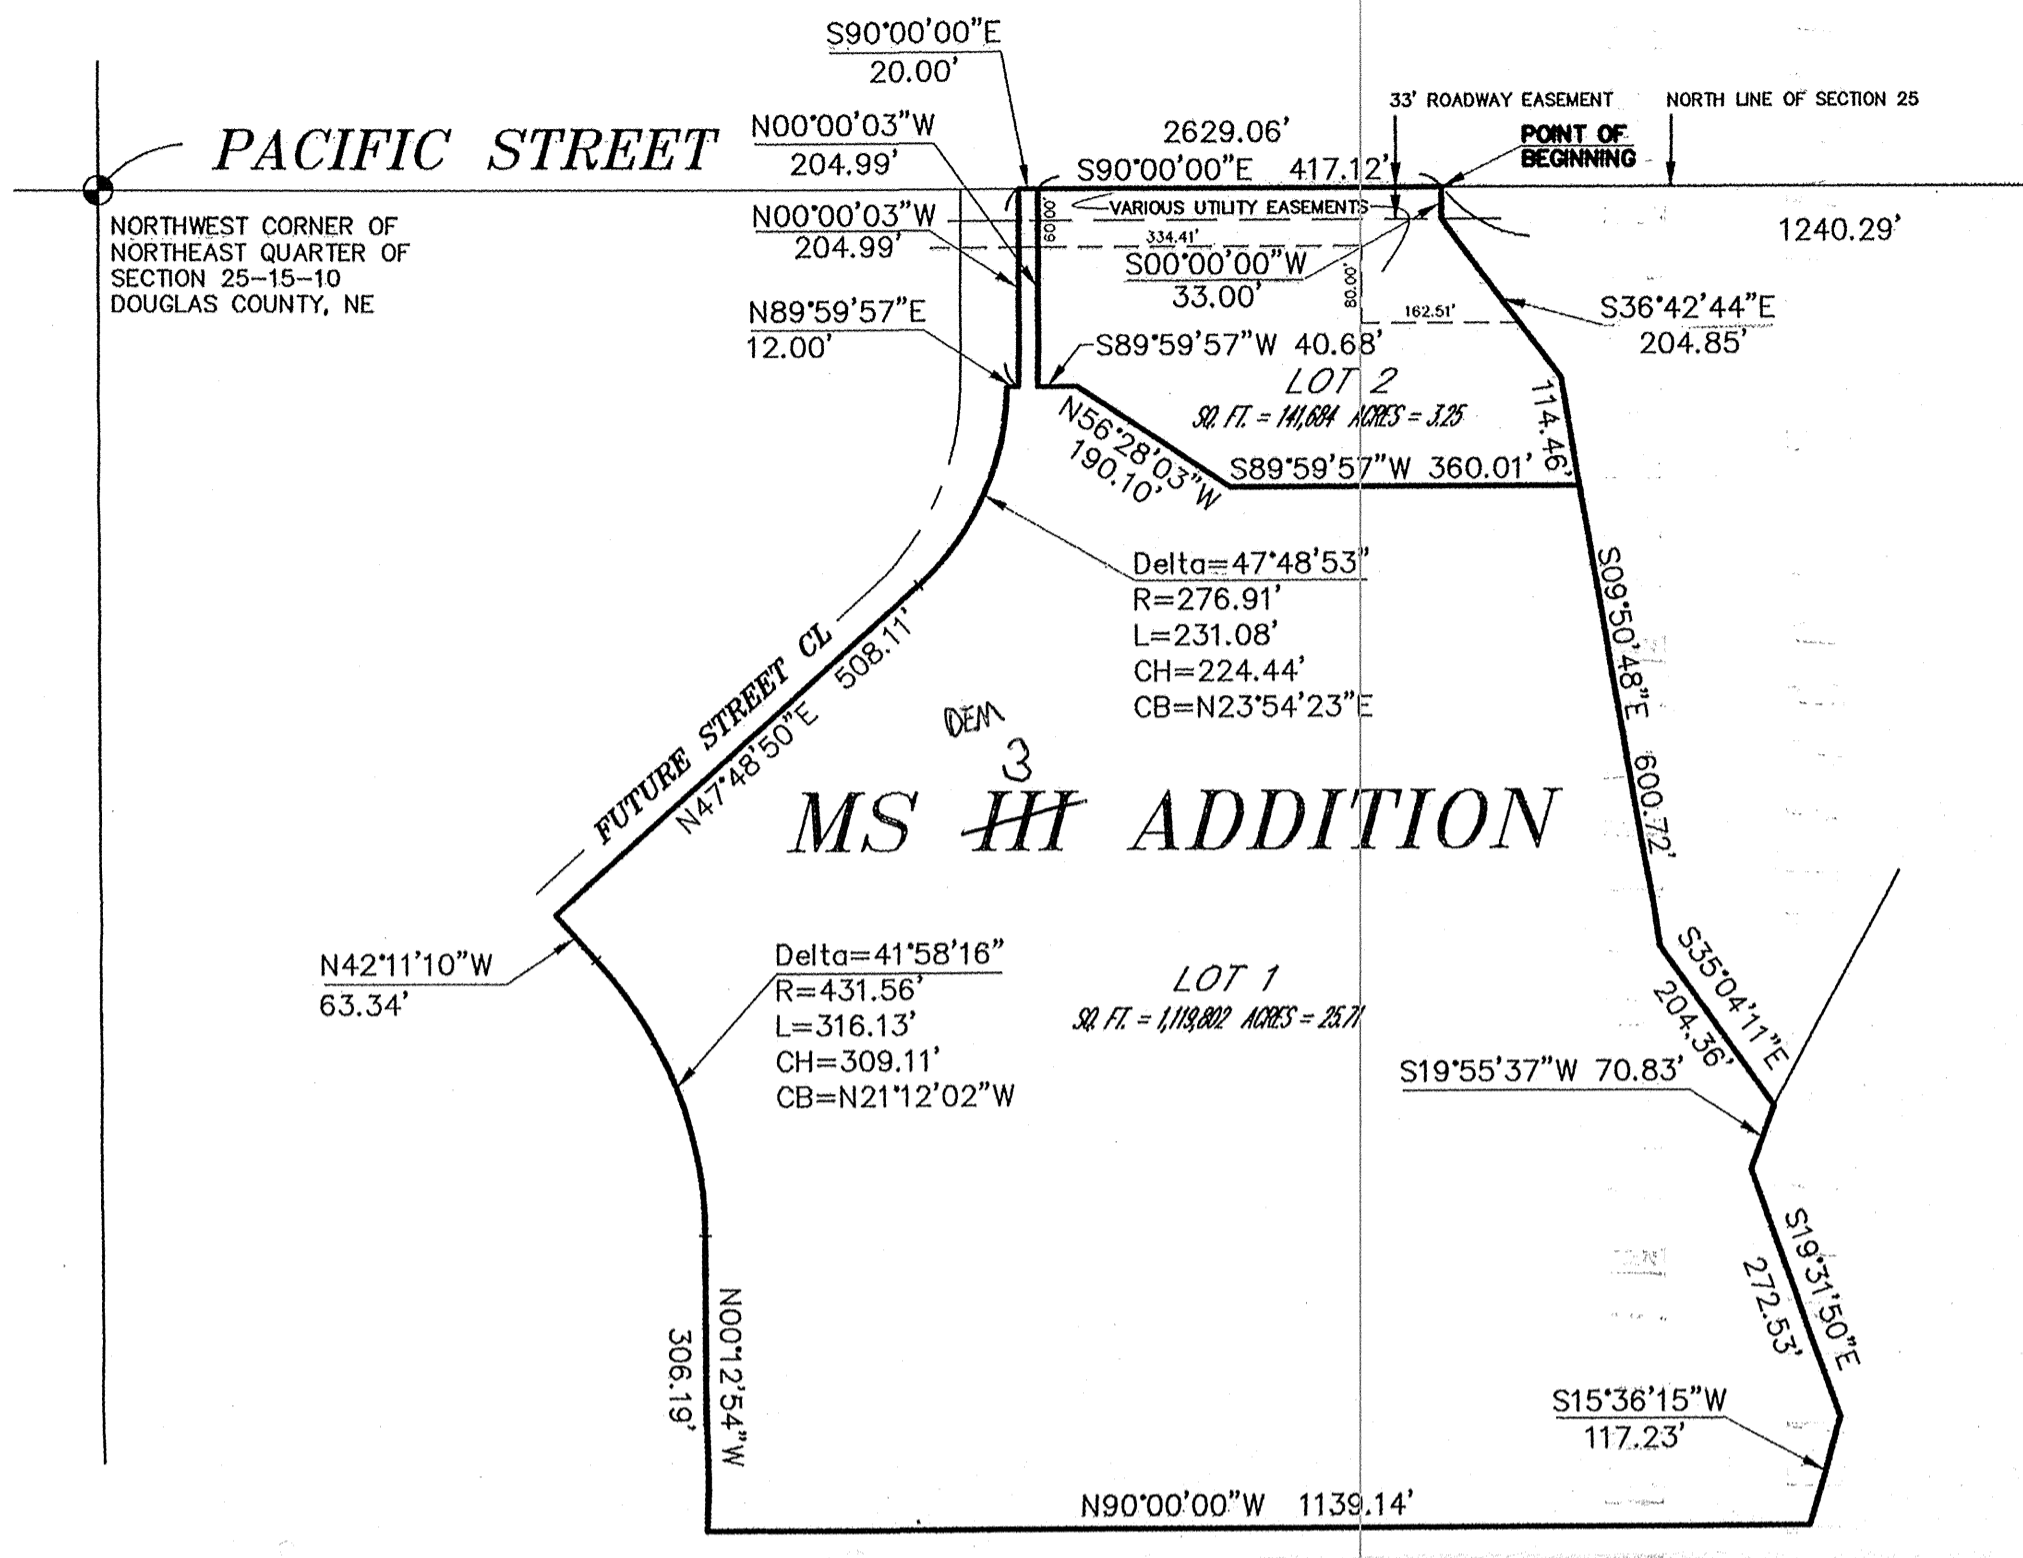 S90°00'00"E
20.00'
33' ROADWAY EASEMENT
NORTH LINE OF SECTION 25
PACIFIC STREET
N00°00'03"W
204.99'
2629.06'
S90°00'00"E 417.12'
POINT OF
BEGINNING
NORTHWEST CORNER OF
NORTHEAST QUARTER OF
SECTION 25-15-10
DOUGLAS COUNTY, NE
N00°00'03"W
204.99'
60.00'
VARIOUS UTILITY EASEMENTS
334.41'
1240.29'
S00°00'00"W
33.00'
80.00'
162.51'
N89°59'57"E
12.00'
S36°42'44"E
204.85'
S89°59'57"W 40.68'
LOT 2
SQ. FT. = 141,684 ACRES = 3.25
114.46'
N56°28'03"W
190.10'
S89°59'57"W 360.01'
Delta=47°48'53"
R=276.91'
L=231.08'
CH=224.44'
CB=N23°54'23"E
S09°50'48"E 600.72'
FUTURE STREET CL
N47°48'50"E 508.11'
DEM
3
MS III ADDITION
N42°11'10"W
63.34'
Delta=41°58'16"
R=431.56'
L=316.13'
CH=309.11'
CB=N21°12'02"W
LOT 1
SQ. FT. = 1,119,802 ACRES = 25.71
S35°04'11"E
204.36'
S19°55'37"W 70.83'
S19°31'50"E
272.53'
N00°12'54"W
306.19'
S15°36'15"W
117.23'
N90°00'00"W 1139.14'